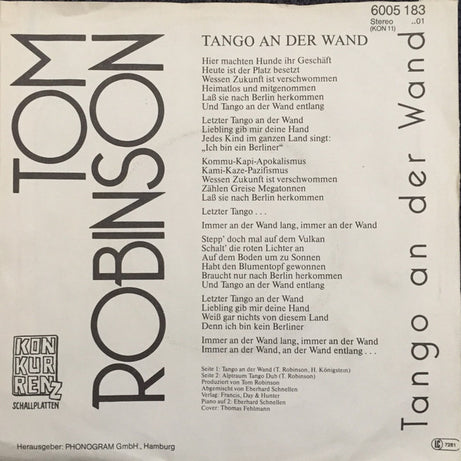 6005 183
Stereo ..01
(KON 11)
TOM
ROBINSON
TANGO AN DER WAND
Hier machten Hunde ihr Geschäft
Heute ist der Platz besetzt
Wessen Zukunft ist verschwommen
Heimatlos und mitgenommen
Laß sie nach Berlin herkommen
Und Tango an der Wand entlang
Letzter Tango an der Wand
Liebling gib mir deine Hand
Jedes Kind im ganzen Land singt:
„Ich bin ein Berliner“
Kommu-Kapi-Apokalismus
Kami-Kaze-Pazifismus
Wessen Zukunft ist verschwommen
Zählen Greise Megatonnen
Laß sie nach Berlin herkommen
Letzter Tango . . .
Immer an der Wand lang, immer an der Wand
Stepp' doch mal auf dem Vulkan
Schalt' die roten Lichter an
Auf dem Boden um zu Sonnen
Habt den Blumentopf gewonnen
Braucht nur nach Berlin herkommen
Und Tango an der Wand entlang
Letzter Tango an der Wand
Liebling gib mir deine Hand
Weiß gar nichts von diesem Land
Denn ich bin kein Berliner
Immer an der Wand lang, immer an der Wand
Immer an der Wand, an der Wand entlang . . .
Seite 1: Tango an der Wand (T. Robinson, H. Königstein)
Seite 2: Alptraum Tango Dub (T. Robinson)
Produziert von Tom Robinson
Abgemischt von Eberhard Schnellen
Verlag: Francis, Day & Hunter
Piano auf 2: Eberhard Schnellen
Cover: Thomas Fehlmann
Tango an der Wand
KON
KUR
RENZ
SCHALLPLATTEN
Herausgeber: PHONOGRAM GmbH., Hamburg
LC 7281